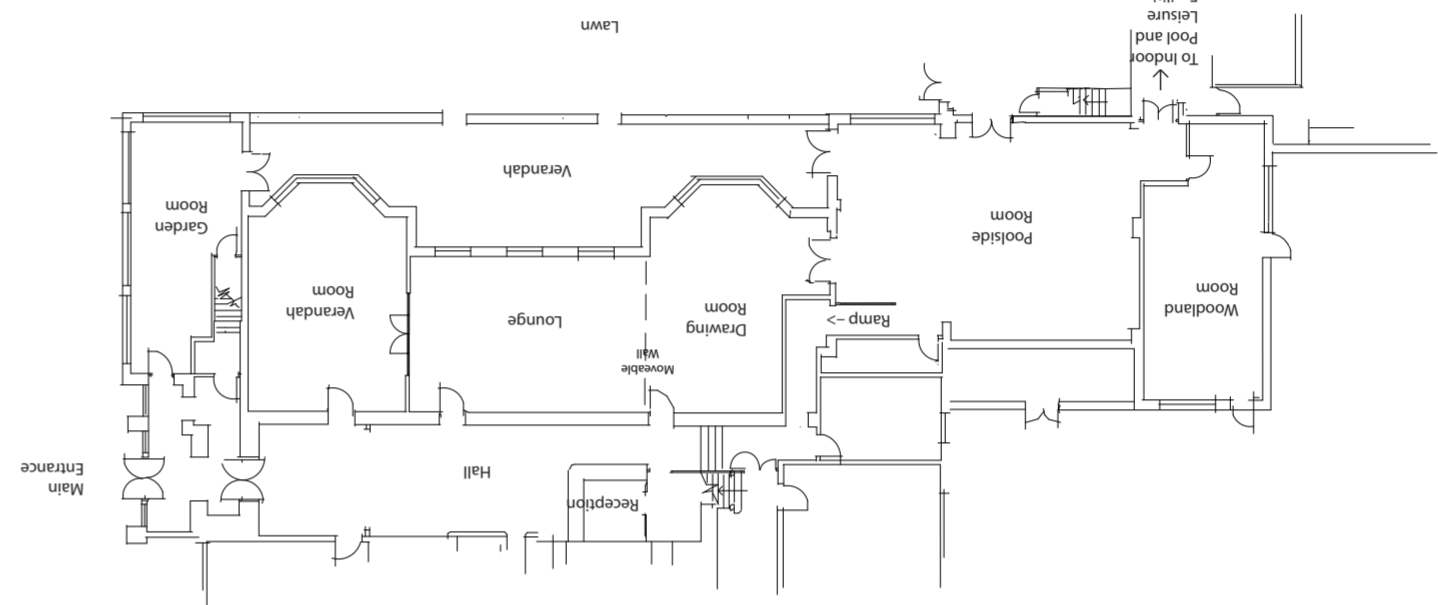 Reception
Hall
Main
Entrance
Moveable
Wall
Woodland
Room
Ramp ->
Drawing
Room
Lounge
Verandah
Room
Poolside
Room
Garden
Room
Verandah
To Indoor
Pool and
Leisure
Lawn